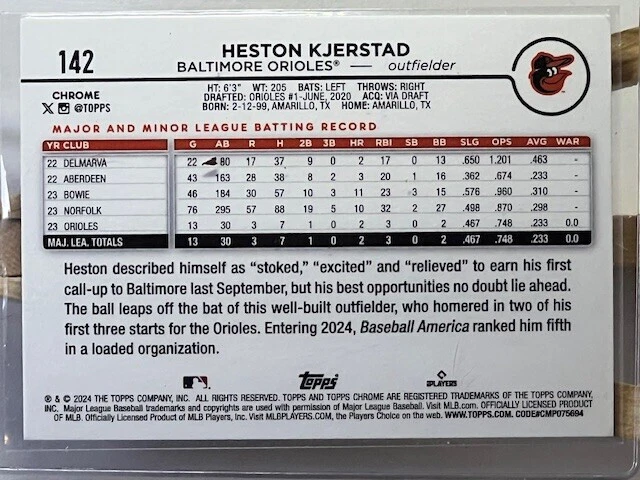 142
HESTON KJERSTAD
BALTIMORE ORIOLES® — outfielder
CHROME
@TOPPS
HT: 6'3" WT: 205 BATS: LEFT THROWS: RIGHT
DRAFTED: ORIOLES #1-JUNE, 2020 ACQ: VIA DRAFT
BORN: 2-12-99, AMARILLO, TX HOME: AMARILLO, TX
MAJOR AND MINOR LEAGUE BATTING RECORD
YR CLUB G AB R H 2B 3B HR RBI SB BB SLG OPS AVG WAR
22 DELMARVA 22 80 17 37 9 0 2 17 0 13 .650 1.201 .463 -
22 ABERDEEN 43 163 28 38 8 2 3 20 1 16 .362 .674 .233 -
23 BOWIE 46 184 30 57 10 3 11 23 3 15 .576 .960 .310 -
23 NORFOLK 76 295 57 88 19 5 10 32 2 27 .498 .870 .298 -
23 ORIOLES 13 30 3 7 1 0 2 3 0 2 .467 .748 .233 0.0
MAJ. LEA. TOTALS 13 30 3 7 1 0 2 3 0 2 .467 .748 .233 0.0
Heston described himself as “stoked,” “excited” and “relieved” to earn his first
call-up to Baltimore last September, but his best opportunities no doubt lie ahead.
The ball leaps off the bat of this well-built outfielder, who homered in two of his
first three starts for the Orioles. Entering 2024, Baseball America ranked him fifth
in a loaded organization.
Topps
PLAYERS
® & © 2024 THE TOPPS COMPANY, INC. ALL RIGHTS RESERVED. TOPPS AND TOPPS CHROME ARE REGISTERED TRADEMARKS OF THE TOPPS COMPANY,
INC. Major League Baseball trademarks and copyrights are used with permission of Major League Baseball. Visit MLB.com. OFFICIALLY LICENSED PRODUCT
OF MLB. Officially Licensed Product of MLB Players, Inc. Visit MLBPLAYERS.COM, the Players Choice on the web. WWW.TOPPS.COM. CODE#CMP075694